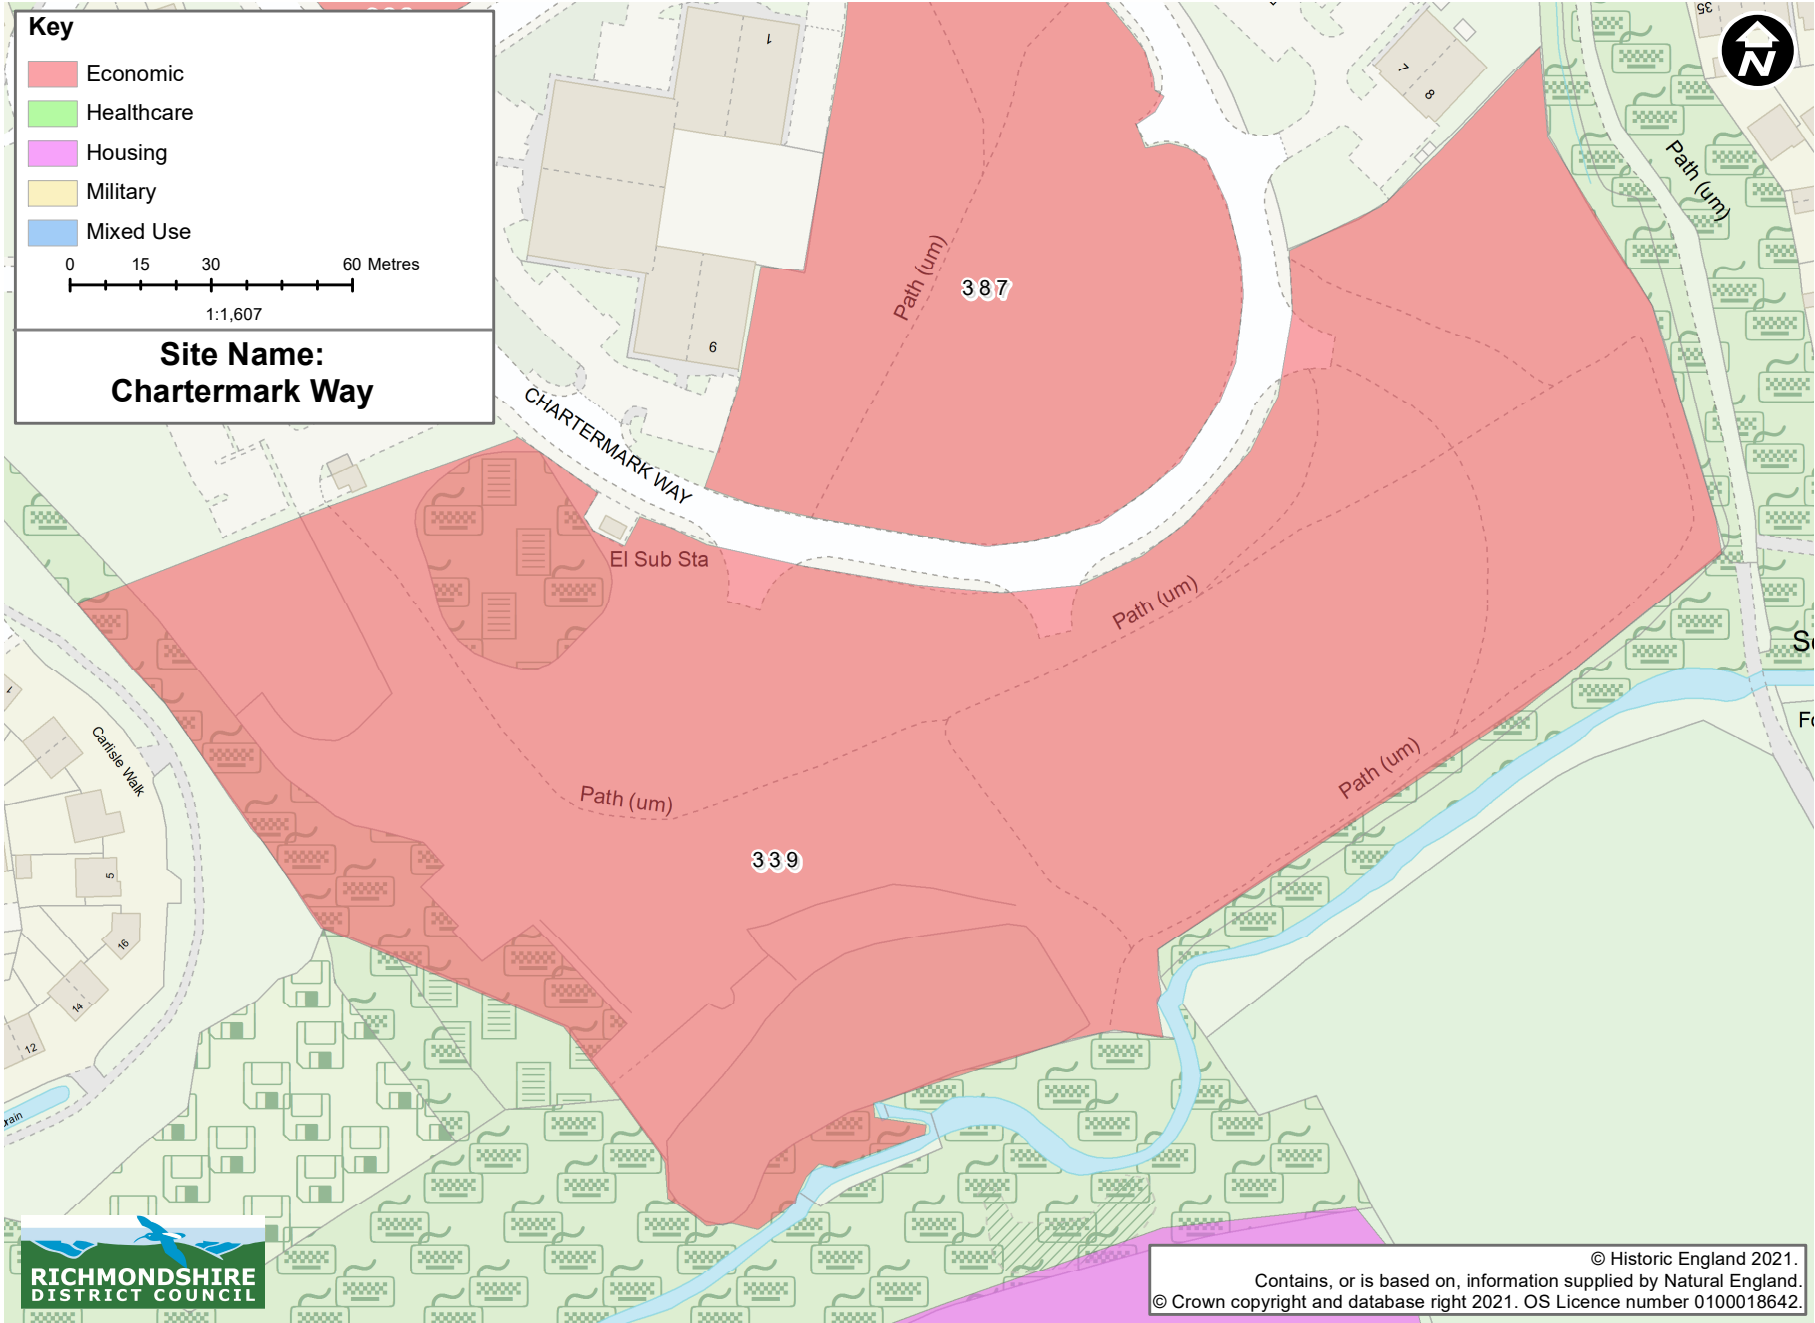 Key
Economic
Healthcare
Housing
Military
Mixed Use
0 15 30 60 Metres
1:1,607
Site Name:
Chartermark Way
1
6
7
8
35
N
Path (um)
387
Path (um)
CHARTERMARK WAY
El Sub Sta
Path (um)
Path (um)
Path (um)
339
Carlisle Walk
1
5
16
14
12
RICHMONDSHIRE
DISTRICT COUNCIL
© Historic England 2021.
Contains, or is based on, information supplied by Natural England.
© Crown copyright and database right 2021. OS Licence number 0100018642.